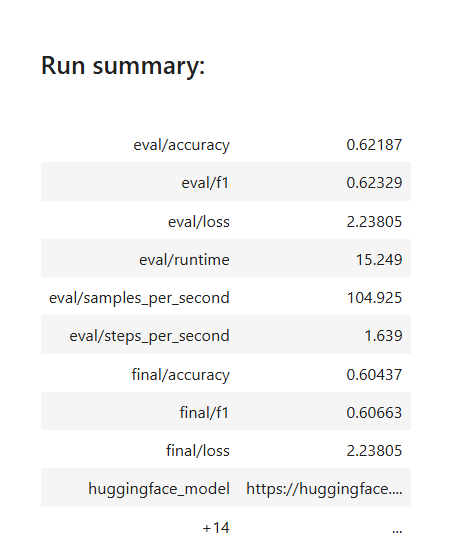 Run summary:
eval/accuracy 0.62187
eval/f1 0.62329
eval/loss 2.23805
eval/runtime 15.249
eval/samples_per_second 104.925
eval/steps_per_second 1.639
final/accuracy 0.60437
final/f1 0.60663
final/loss 2.23805
huggingface_model https://huggingface....
+14 ...